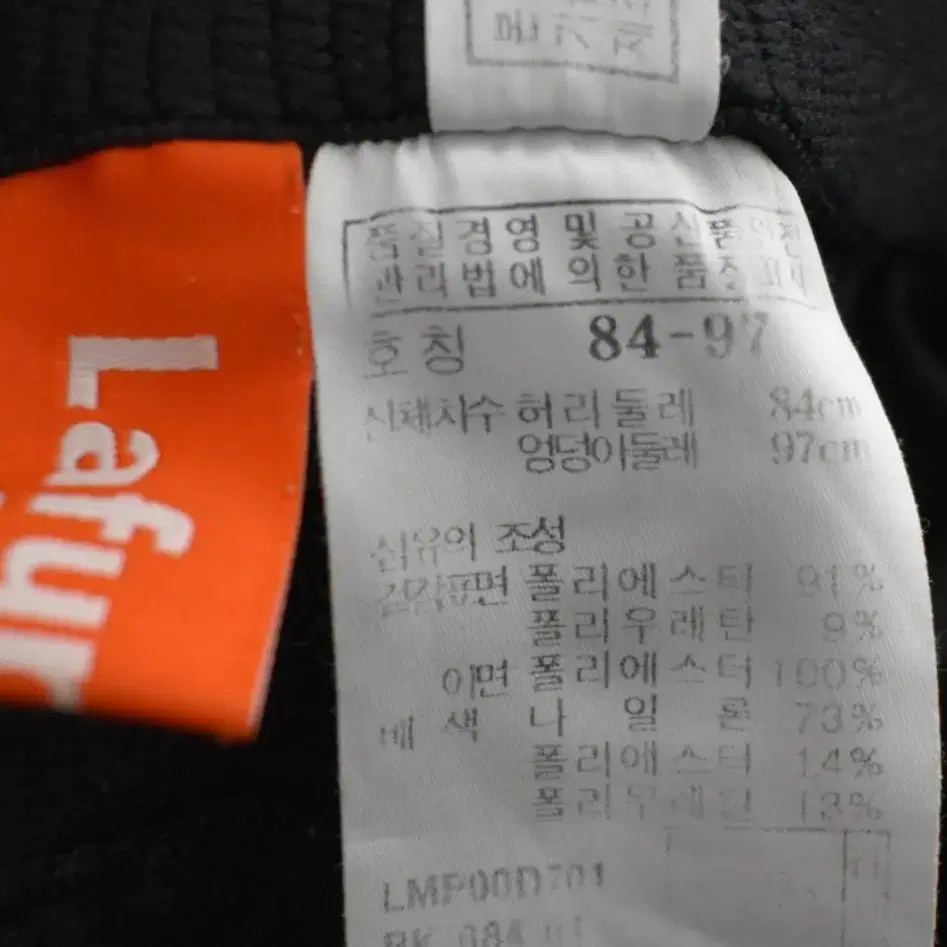 품질경영 및 공산품안전
관리법에 의한 품질표시
호칭 84-97
신체치수 허리둘레 84cm
엉덩이둘레 97cm
섬유의 조성
겉감표면 폴리에스터 91%
폴리우레탄 9%
이면 폴리에스터 100%
배색 나일론 73%
폴리에스터 14%
폴리우레탄 13%
LMP00D701
BK 084
Lafu